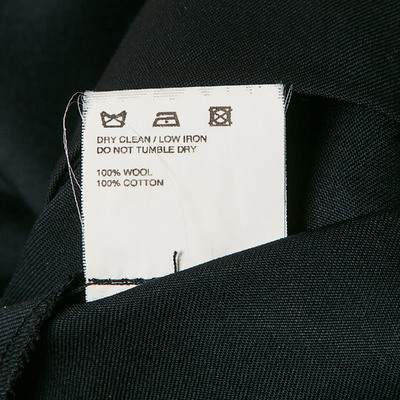 DRY CLEAN / LOW IRON
DO NOT TUMBLE DRY
100% WOOL
100% COTTON